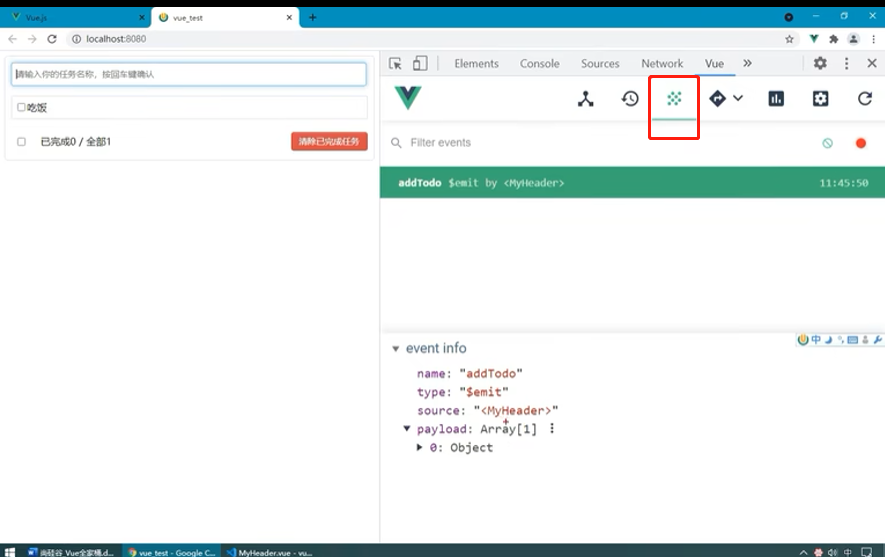 Vue.js
vue_test
localhost:8080
请输入你的任务名称，按回车键确认
吃饭
已完成0 / 全部1
清除已完成任务
Elements Console Sources Network Vue »
Filter events
addTodo $emit by <MyHeader> 11:45:50
event info
name: "addTodo"
type: "$emit"
source: "<MyHeader>"
payload: Array[1]
0: Object
中
尚硅谷_Vue全家桶.d...
vue_test - Google C...
MyHeader.vue - vu...
中